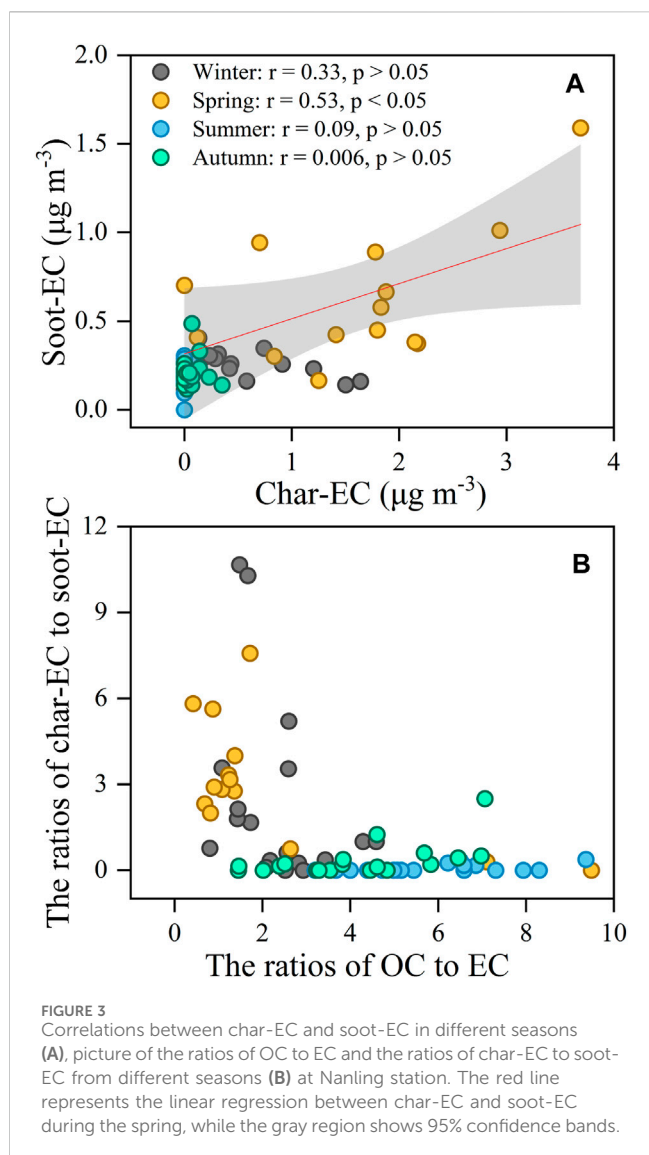 2.0
1.5
1.0
0.5
0.0
Soot-EC (μg m⁻³)
Winter: r = 0.33, p > 0.05
Spring: r = 0.53, p < 0.05
Summer: r = 0.09, p > 0.05
Autumn: r = 0.006, p > 0.05
A
0 1 2 3 4
Char-EC (μg m⁻³)
12
9
6
3
0
The ratios of char-EC to soot-EC
B
0 2 4 6 8 10
The ratios of OC to EC
FIGURE 3
Correlations between char-EC and soot-EC in different seasons
(A), picture of the ratios of OC to EC and the ratios of char-EC to soot-
EC from different seasons (B) at Nanling station. The red line
represents the linear regression between char-EC and soot-EC
during the spring, while the gray region shows 95% confidence bands.